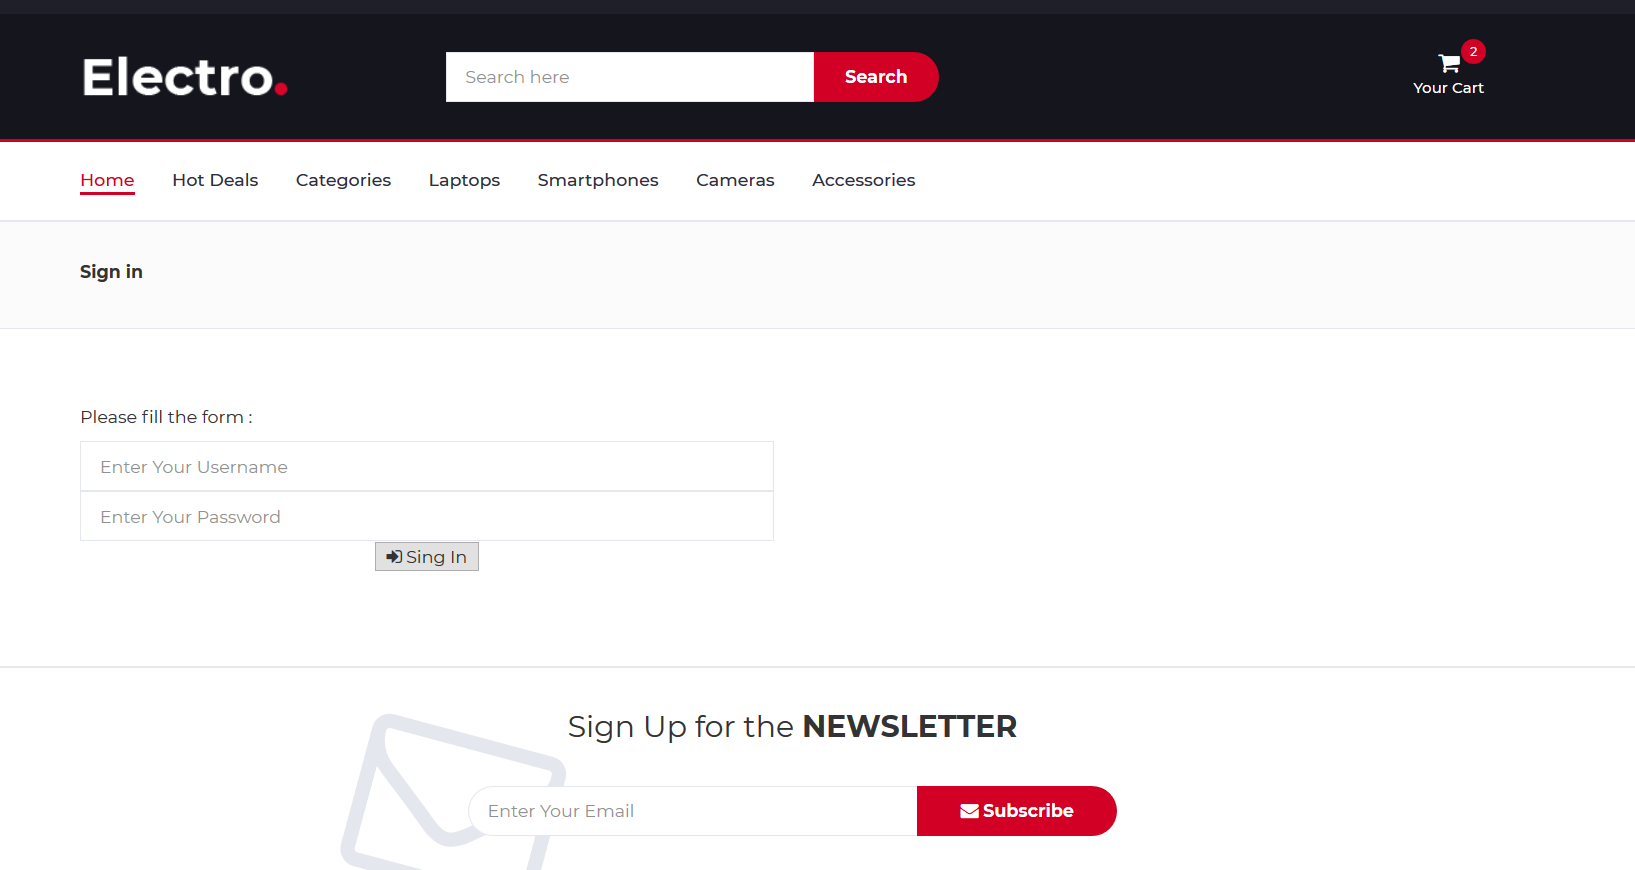 Electro.
Search here
Search
2
Your Cart
Home Hot Deals Categories Laptops Smartphones Cameras Accessories
Sign in
Please fill the form :
Enter Your Username
Enter Your Password
Sing In
Sign Up for the NEWSLETTER
Enter Your Email
Subscribe